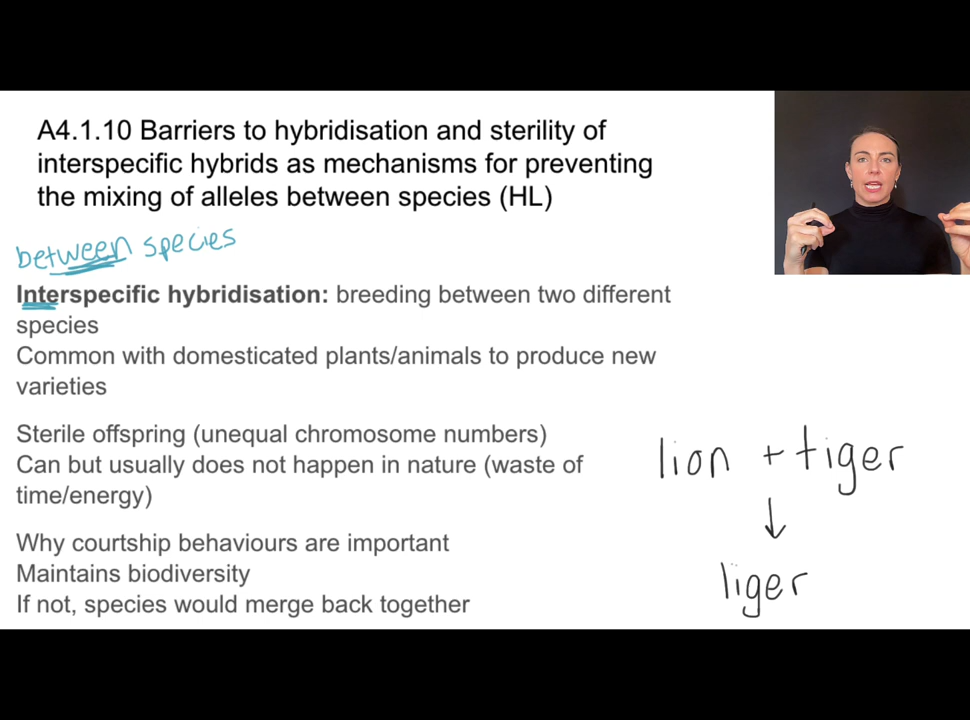 A4.1.10 Barriers to hybridisation and sterility of
interspecific hybrids as mechanisms for preventing
the mixing of alleles between species (HL)
between species
Interspecific hybridisation: breeding between two different
species
Common with domesticated plants/animals to produce new
varieties
Sterile offspring (unequal chromosome numbers)
Can but usually does not happen in nature (waste of
time/energy)
Why courtship behaviours are important
Maintains biodiversity
If not, species would merge back together
lion + tiger
↓
liger